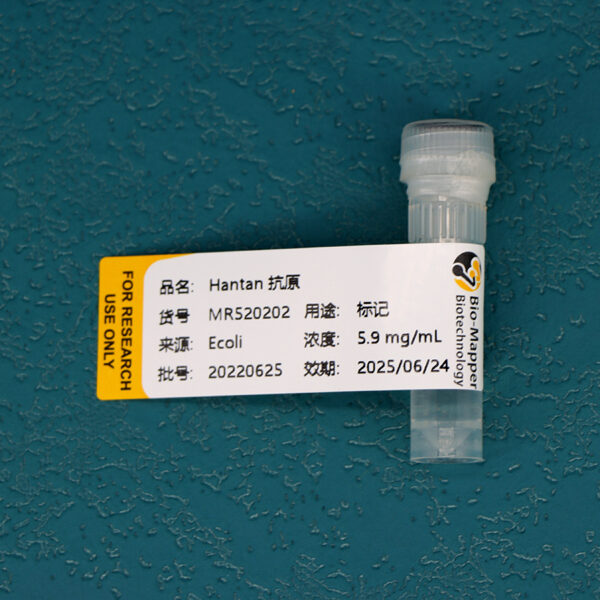 FOR RESEARCH
USE ONLY
品名: Hantan 抗原
货号 MR520202 用途: 标记
来源: Ecoli 浓度: 5.9 mg/mL
批号: 20220625 效期: 2025/06/24
Bio-Mapper
Biotechnology